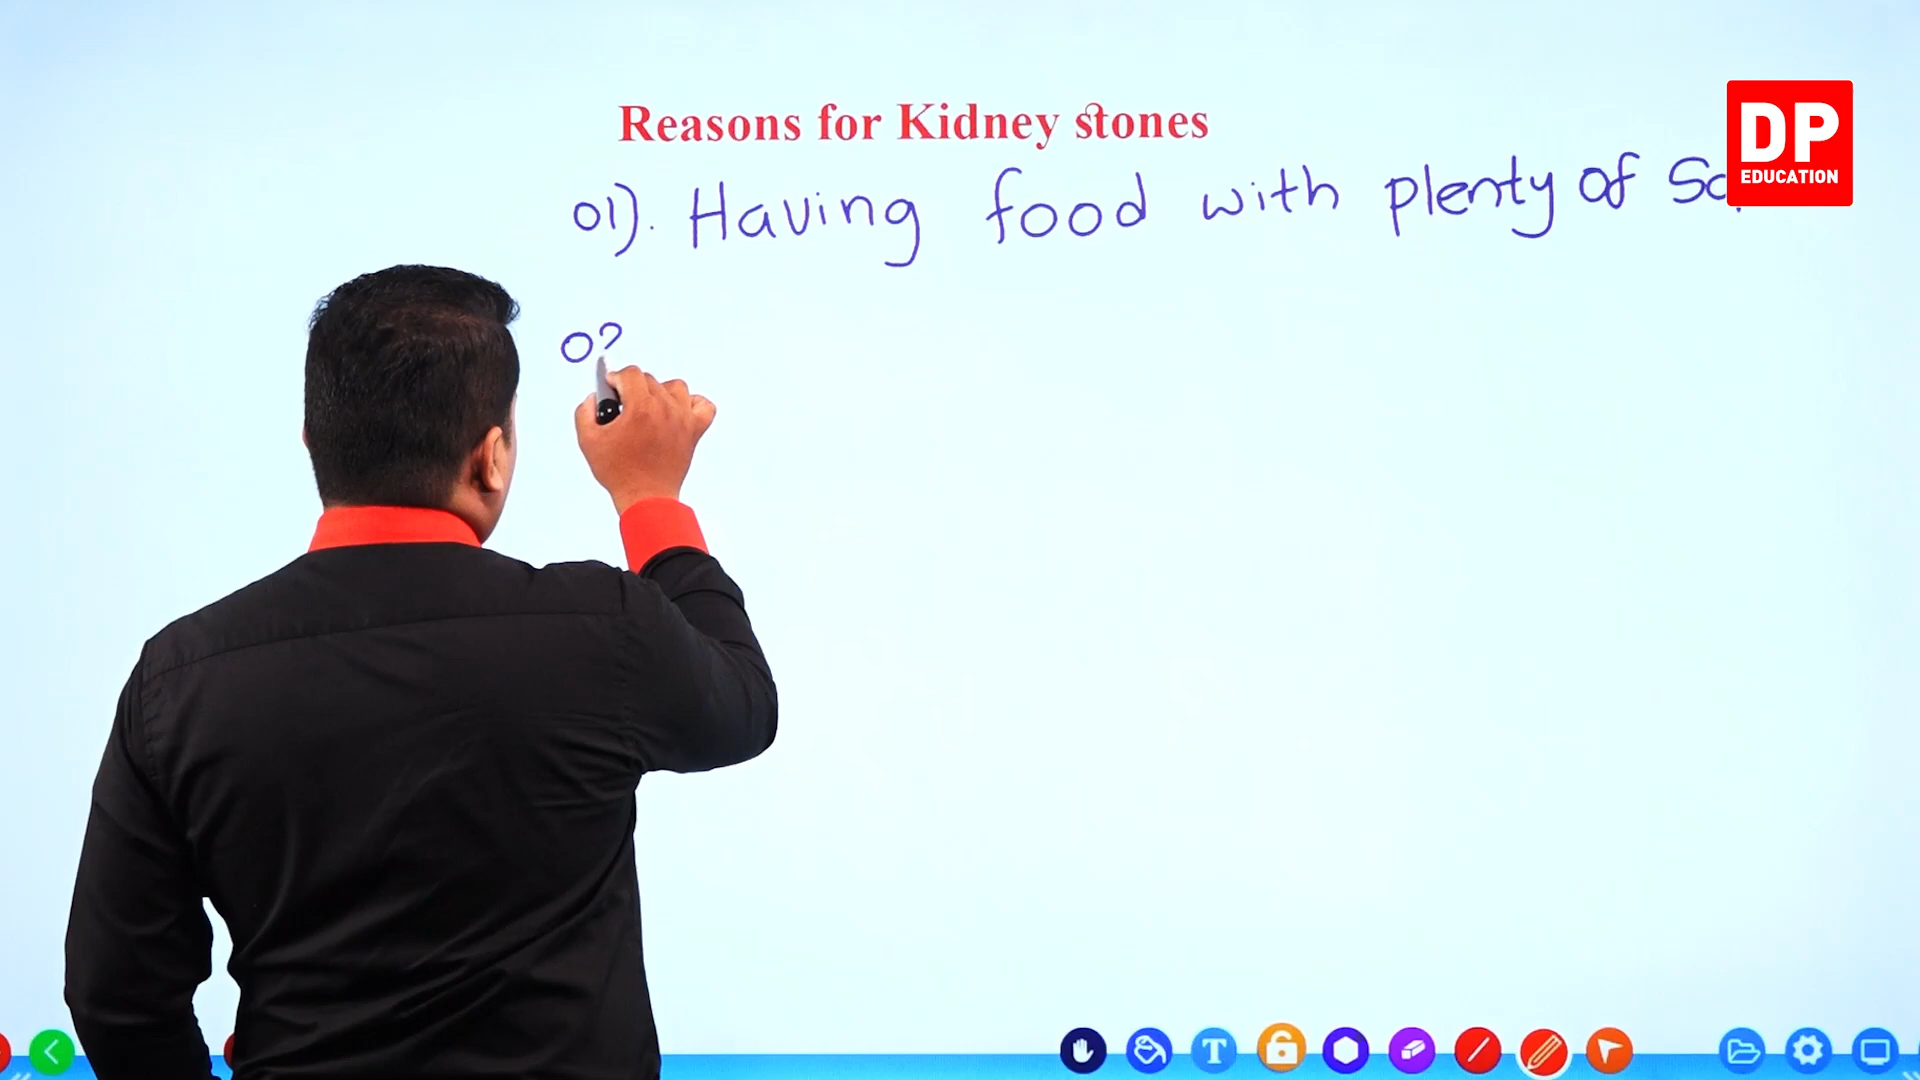 Reasons for Kidney stones
DP
EDUCATION
01). Having food with plenty of
T